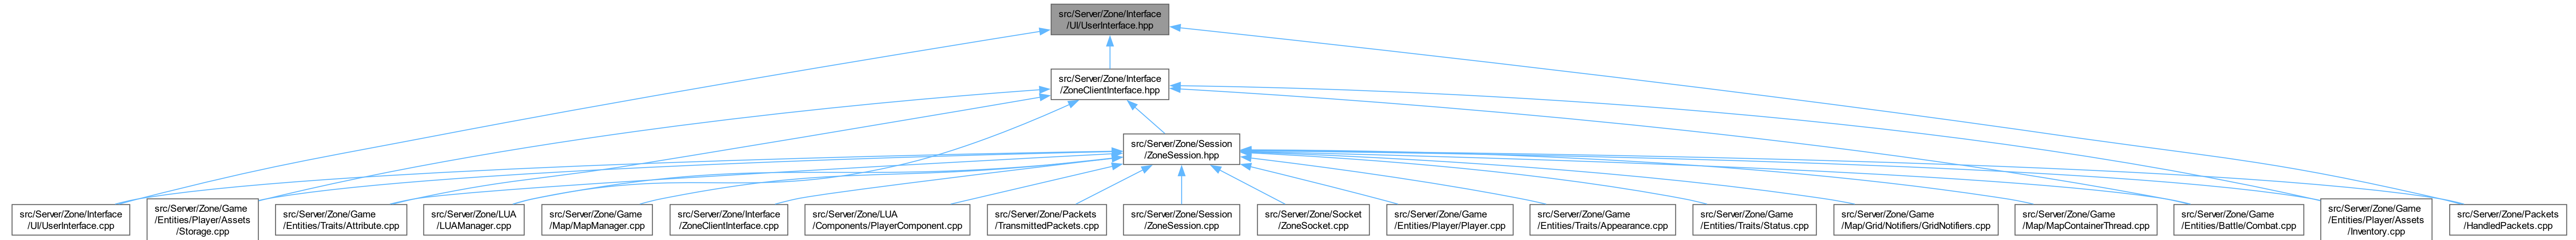 src/Server/Zone/Interface
/UI/UserInterface.hpp
src/Server/Zone/Interface
/ZoneClientInterface.hpp
src/Server/Zone/Session
/ZoneSession.hpp
src/Server/Zone/Interface
/UI/UserInterface.cpp
src/Server/Zone/Game
/Entities/Player/Assets
/Storage.cpp
src/Server/Zone/Game
/Entities/Traits/Attribute.cpp
src/Server/Zone/LUA
/LUAManager.cpp
src/Server/Zone/Game
/Map/MapManager.cpp
src/Server/Zone/Interface
/ZoneClientInterface.cpp
src/Server/Zone/LUA
/Components/PlayerComponent.cpp
src/Server/Zone/Packets
/TransmittedPackets.cpp
src/Server/Zone/Session
/ZoneSession.cpp
src/Server/Zone/Socket
/ZoneSocket.cpp
src/Server/Zone/Game
/Entities/Player/Player.cpp
src/Server/Zone/Game
/Entities/Traits/Appearance.cpp
src/Server/Zone/Game
/Entities/Traits/Status.cpp
src/Server/Zone/Game
/Map/Grid/Notifiers/GridNotifiers.cpp
src/Server/Zone/Game
/Map/MapContainerThread.cpp
src/Server/Zone/Game
/Entities/Battle/Combat.cpp
src/Server/Zone/Game
/Entities/Player/Assets
/Inventory.cpp
src/Server/Zone/Packets
/HandledPackets.cpp